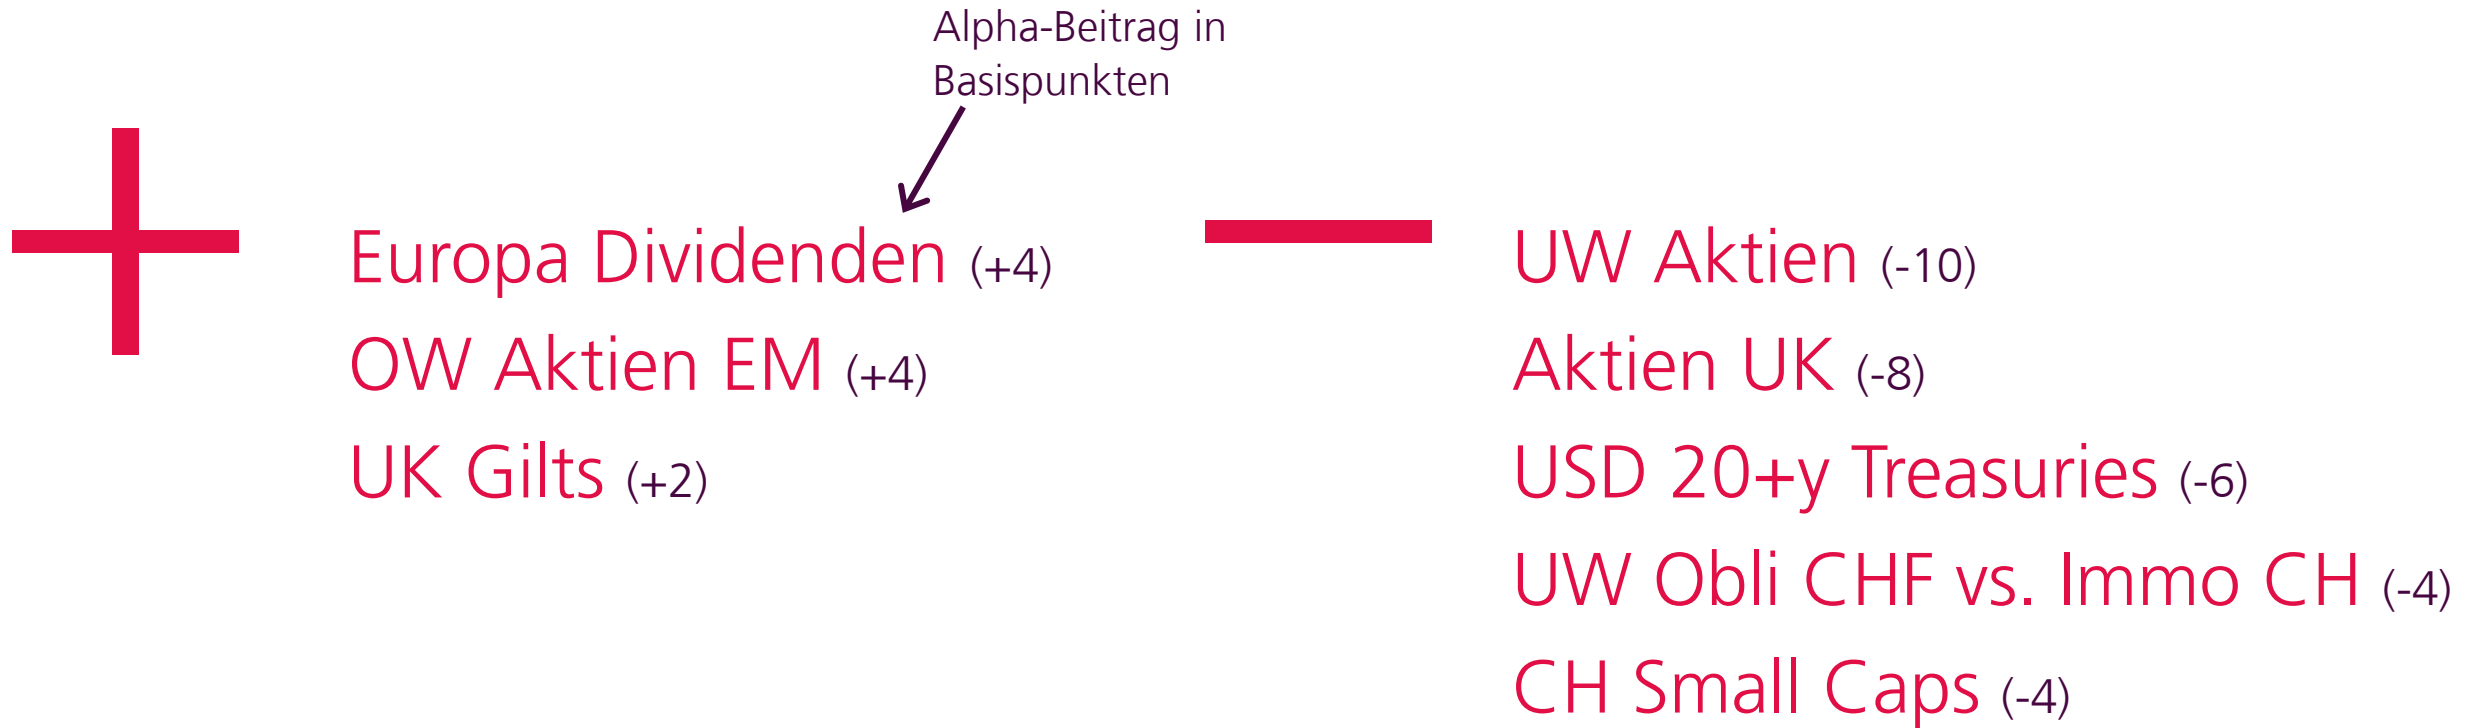 Alpha-Beitrag in
Basispunkten
Europa Dividenden (+4)
OW Aktien EM (+4)
UK Gilts (+2)
UW Aktien (-10)
Aktien UK (-8)
USD 20+y Treasuries (-6)
UW Obli CHF vs. Immo CH (-4)
CH Small Caps (-4)